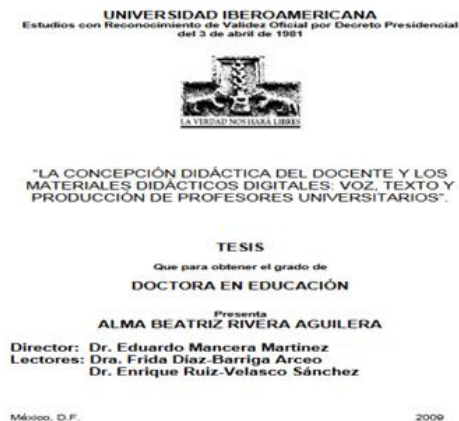 UNIVERSIDAD IBEROAMERICANA
Estudios con Reconocimiento de Validez Oficial por Decreto Presidencial
del 3 de abril de 1981
LA VERDAD NOS HARÁ LIBRES
"LA CONCEPCIÓN DIDÁCTICA DEL DOCENTE Y LOS
MATERIALES DIDÁCTICOS DIGITALES: VOZ, TEXTO Y
PRODUCCIÓN DE PROFESORES UNIVERSITARIOS".
TESIS
Que para obtener el grado de
DOCTORA EN EDUCACIÓN
Presenta
ALMA BEATRIZ RIVERA AGUILERA
Director: Dr. Eduardo Mancera Martínez
Lectores: Dra. Frida Díaz-Barriga Arceo
Dr. Enrique Ruiz-Velasco Sánchez
México, D.F. 2009